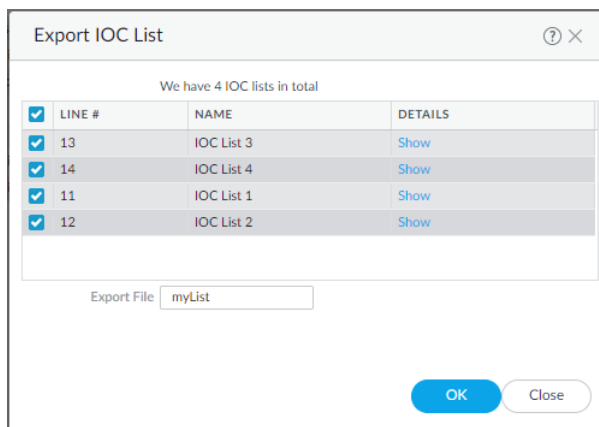 Export IOC List
We have 4 IOC lists in total
LINE # NAME DETAILS
13 IOC List 3 Show
14 IOC List 4 Show
11 IOC List 1 Show
12 IOC List 2 Show
Export File myList
OK Close